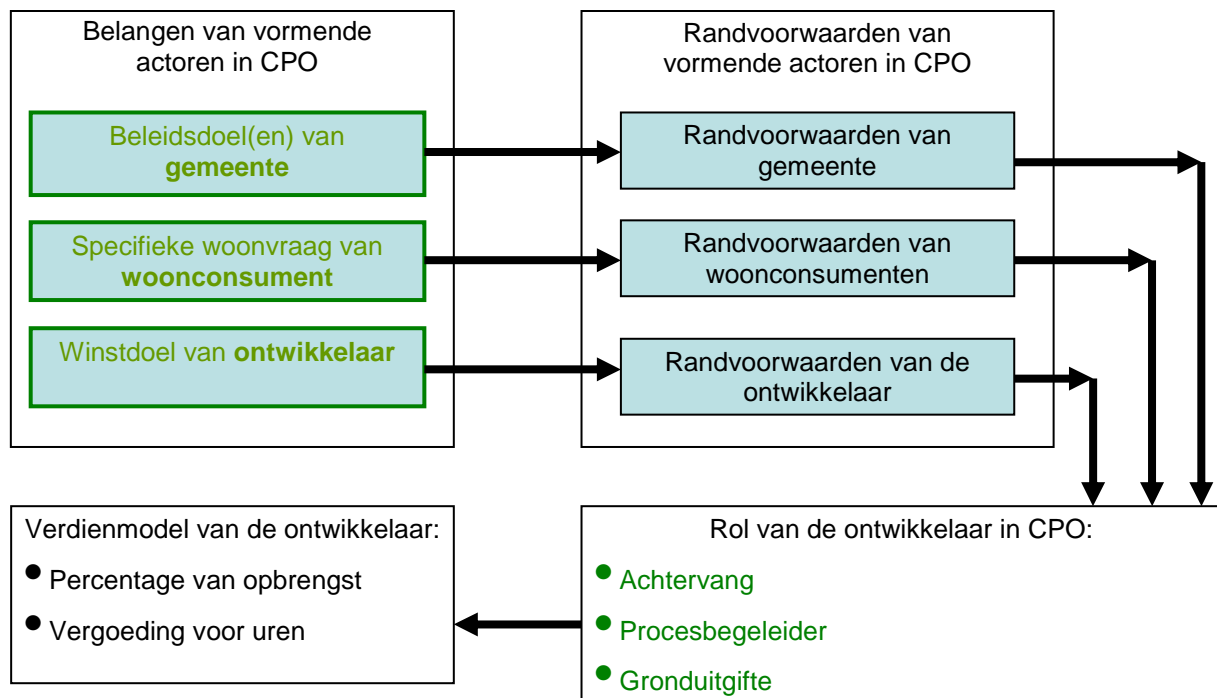 Belangen van vormende
actoren in CPO
Beleidsdoel(en) van
gemeente
Specifieke woonvraag van
woonconsument
Winstdoel van ontwikkelaar
Randvoorwaarden van
vormende actoren in CPO
Randvoorwaarden van
gemeente
Randvoorwaarden van
woonconsumenten
Randvoorwaarden van de
ontwikkelaar
Verdienmodel van de ontwikkelaar:
● Percentage van opbrengst
● Vergoeding voor uren
Rol van de ontwikkelaar in CPO:
● Achtervang
● Procesbegeleider
● Gronduitgifte